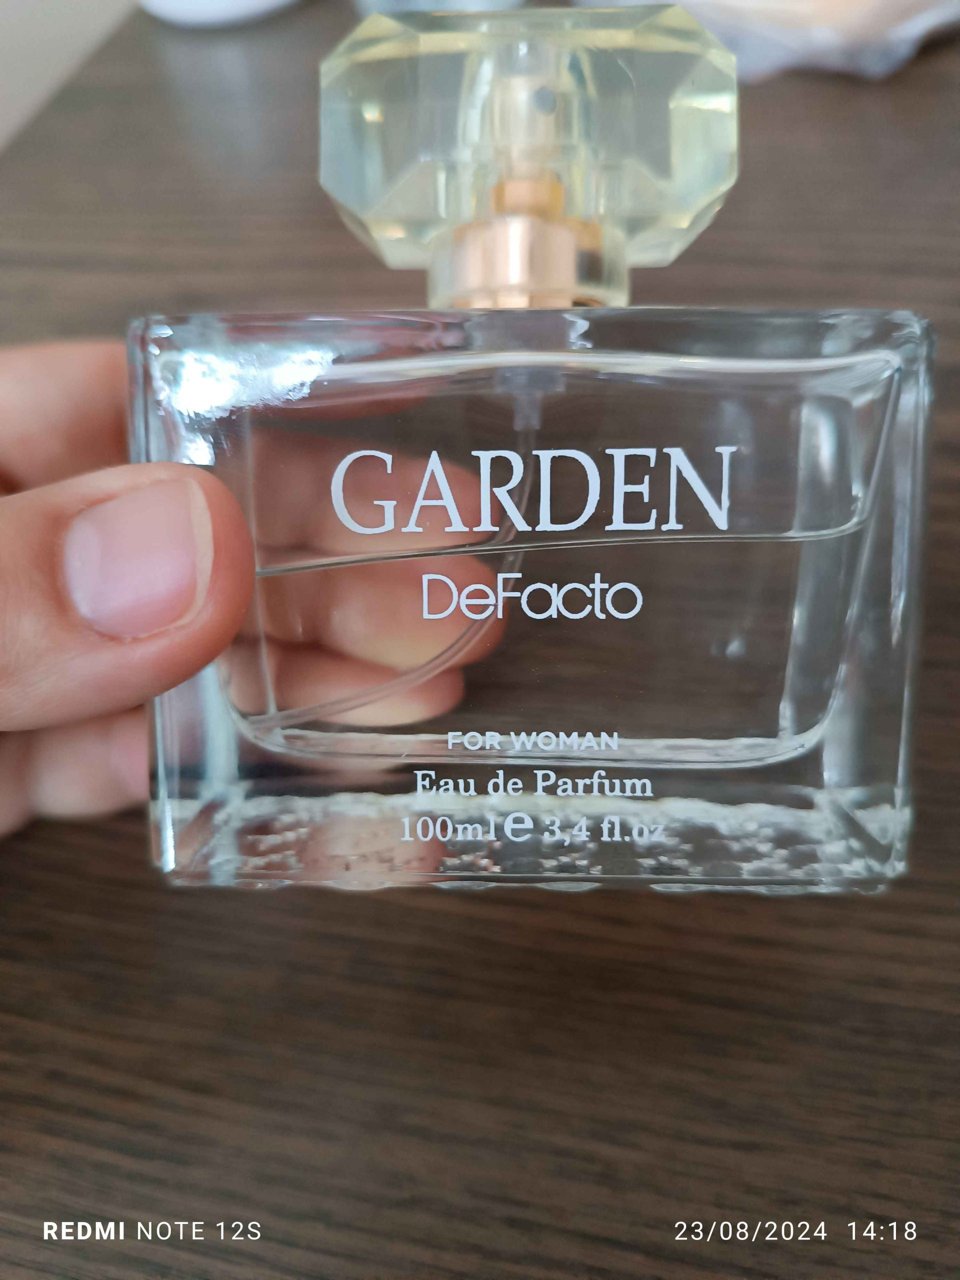 GARDEN
DeFacto
FOR WOMAN
Eau de Parfum
100ml e 3,4 fl.oz
REDMI NOTE 12S
23/08/2024 14:18